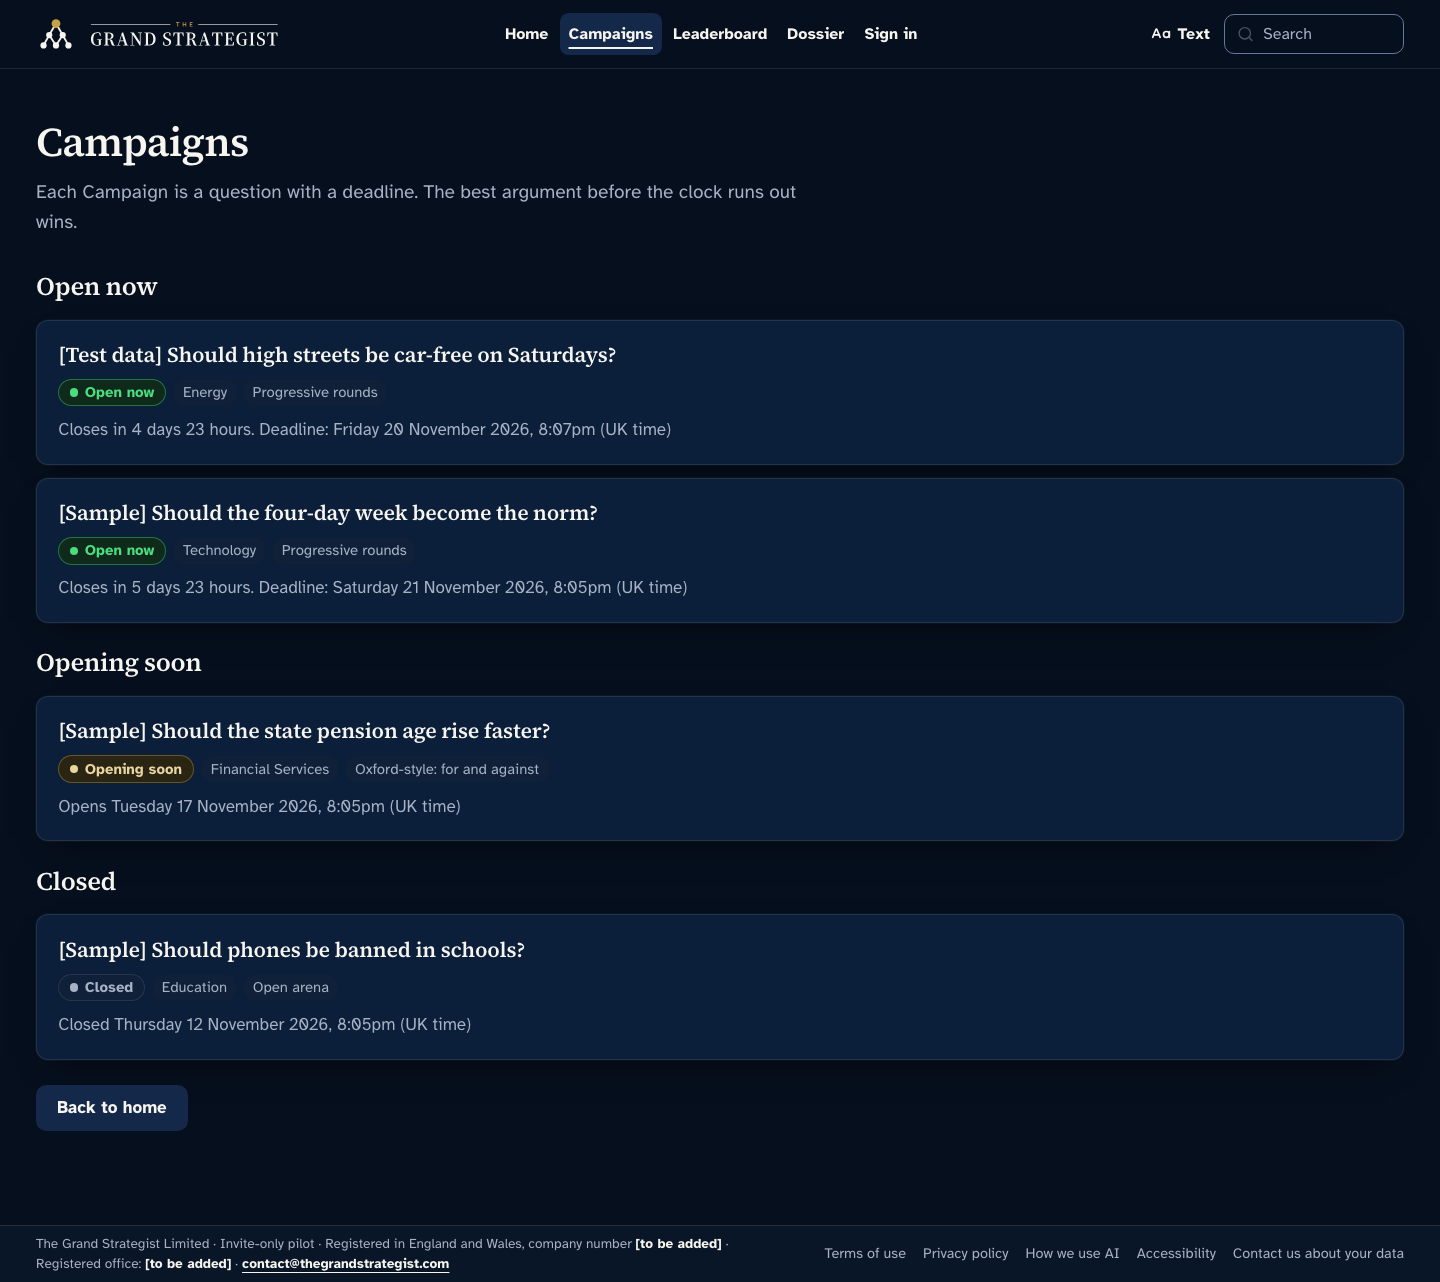 THE
GRAND STRATEGIST
Home
Campaigns
Leaderboard
Dossier
Sign in
Aa Text
Search
Campaigns
Each Campaign is a question with a deadline. The best argument before the clock runs out
wins.
Open now
[Test data] Should high streets be car-free on Saturdays?
Open now
Energy
Progressive rounds
Closes in 4 days 23 hours. Deadline: Friday 20 November 2026, 8:07pm (UK time)
[Sample] Should the four-day week become the norm?
Open now
Technology
Progressive rounds
Closes in 5 days 23 hours. Deadline: Saturday 21 November 2026, 8:05pm (UK time)
Opening soon
[Sample] Should the state pension age rise faster?
Opening soon
Financial Services
Oxford-style: for and against
Opens Tuesday 17 November 2026, 8:05pm (UK time)
Closed
[Sample] Should phones be banned in schools?
Closed
Education
Open arena
Closed Thursday 12 November 2026, 8:05pm (UK time)
Back to home
The Grand Strategist Limited · Invite-only pilot · Registered in England and Wales, company number [to be added] ·
Registered office: [to be added] · contact@thegrandstrategist.com
Terms of use
Privacy policy
How we use AI
Accessibility
Contact us about your data